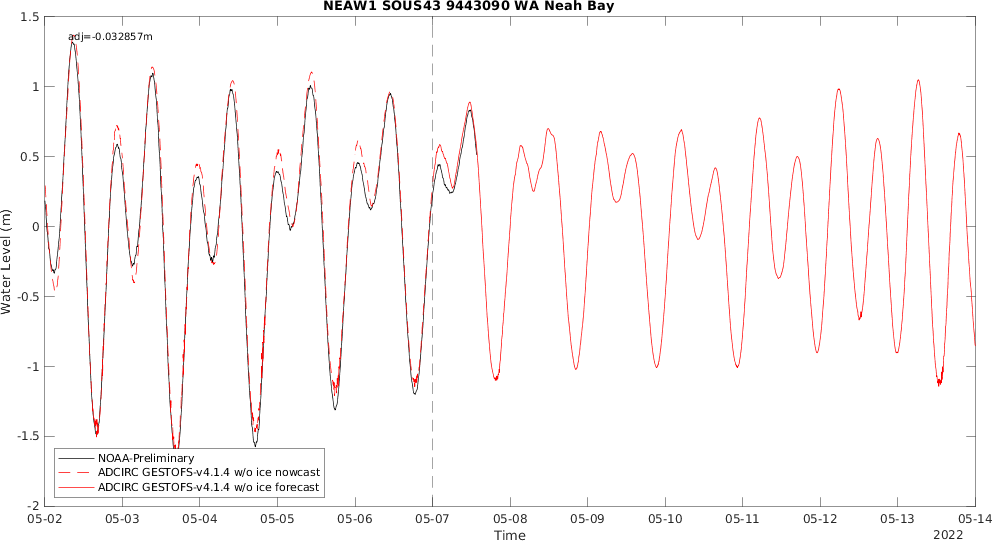 NEAW1 SOUS43 9443090 WA Neah Bay
adj=-0.032857m
1.5
1
0.5
0
-0.5
-1
-1.5
-2
Water Level (m)
NOAA-Preliminary
ADCIRC GESTOFS-v4.1.4 w/o ice nowcast
ADCIRC GESTOFS-v4.1.4 w/o ice forecast
05-02 05-03 05-04 05-05 05-06 05-07 05-08 05-09 05-10 05-11 05-12 05-13 05-14
Time
2022